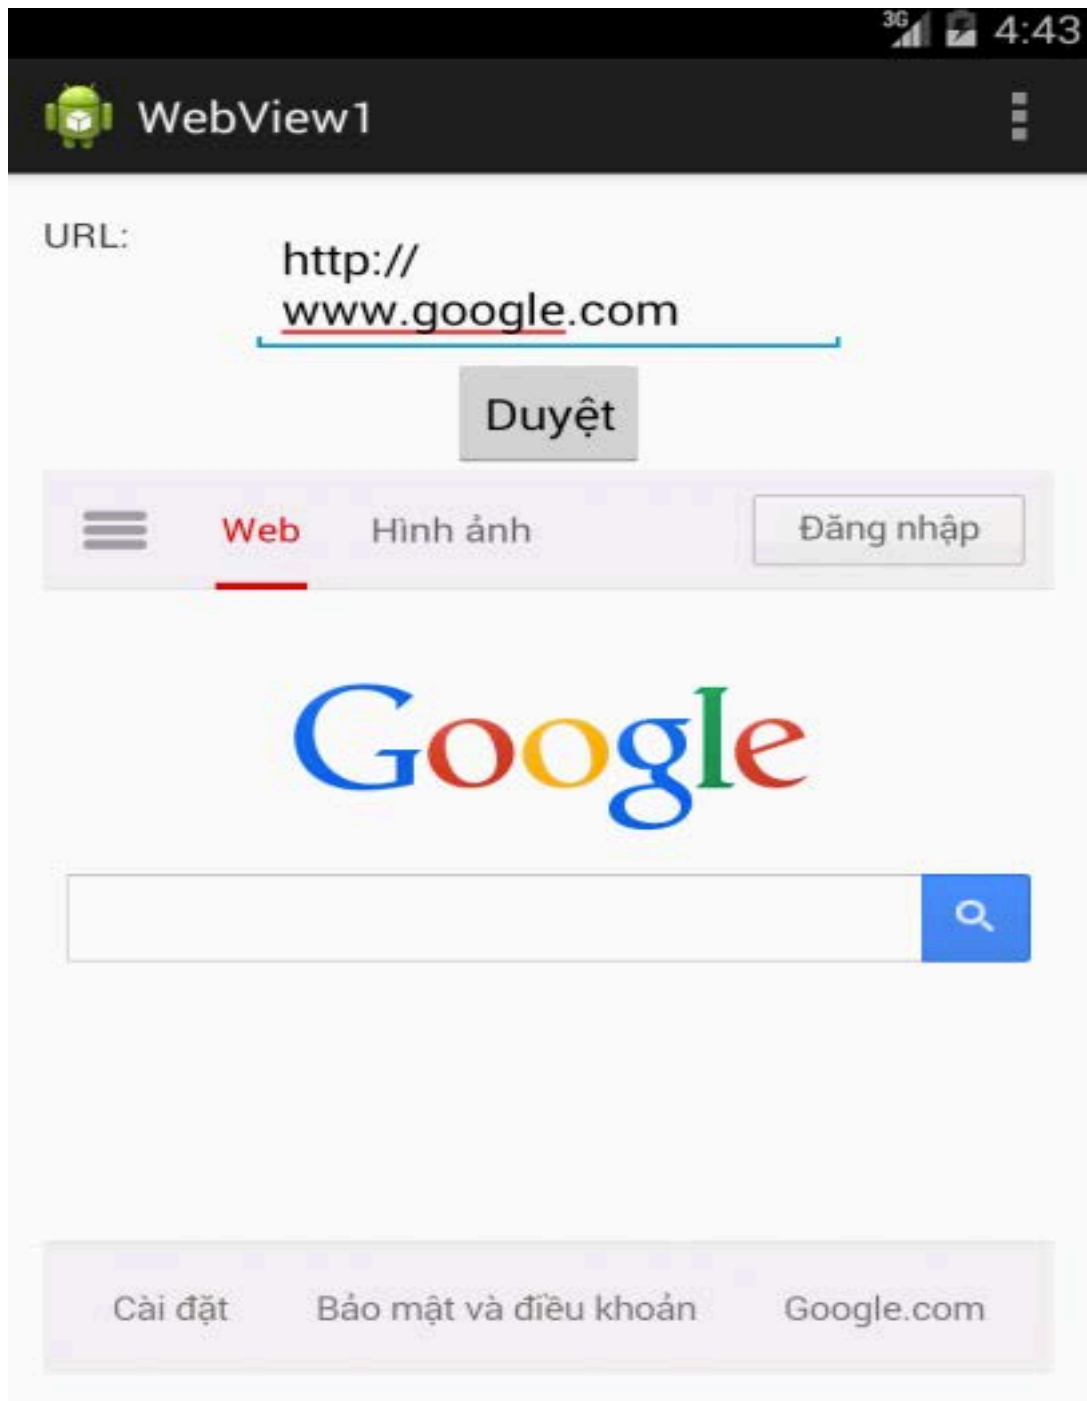 3G 4:43
WebView1
URL:
http://
www.google.com
Duyệt
Web Hình ảnh Đăng nhập
Google
Cài đặt Bảo mật và điều khoản Google.com